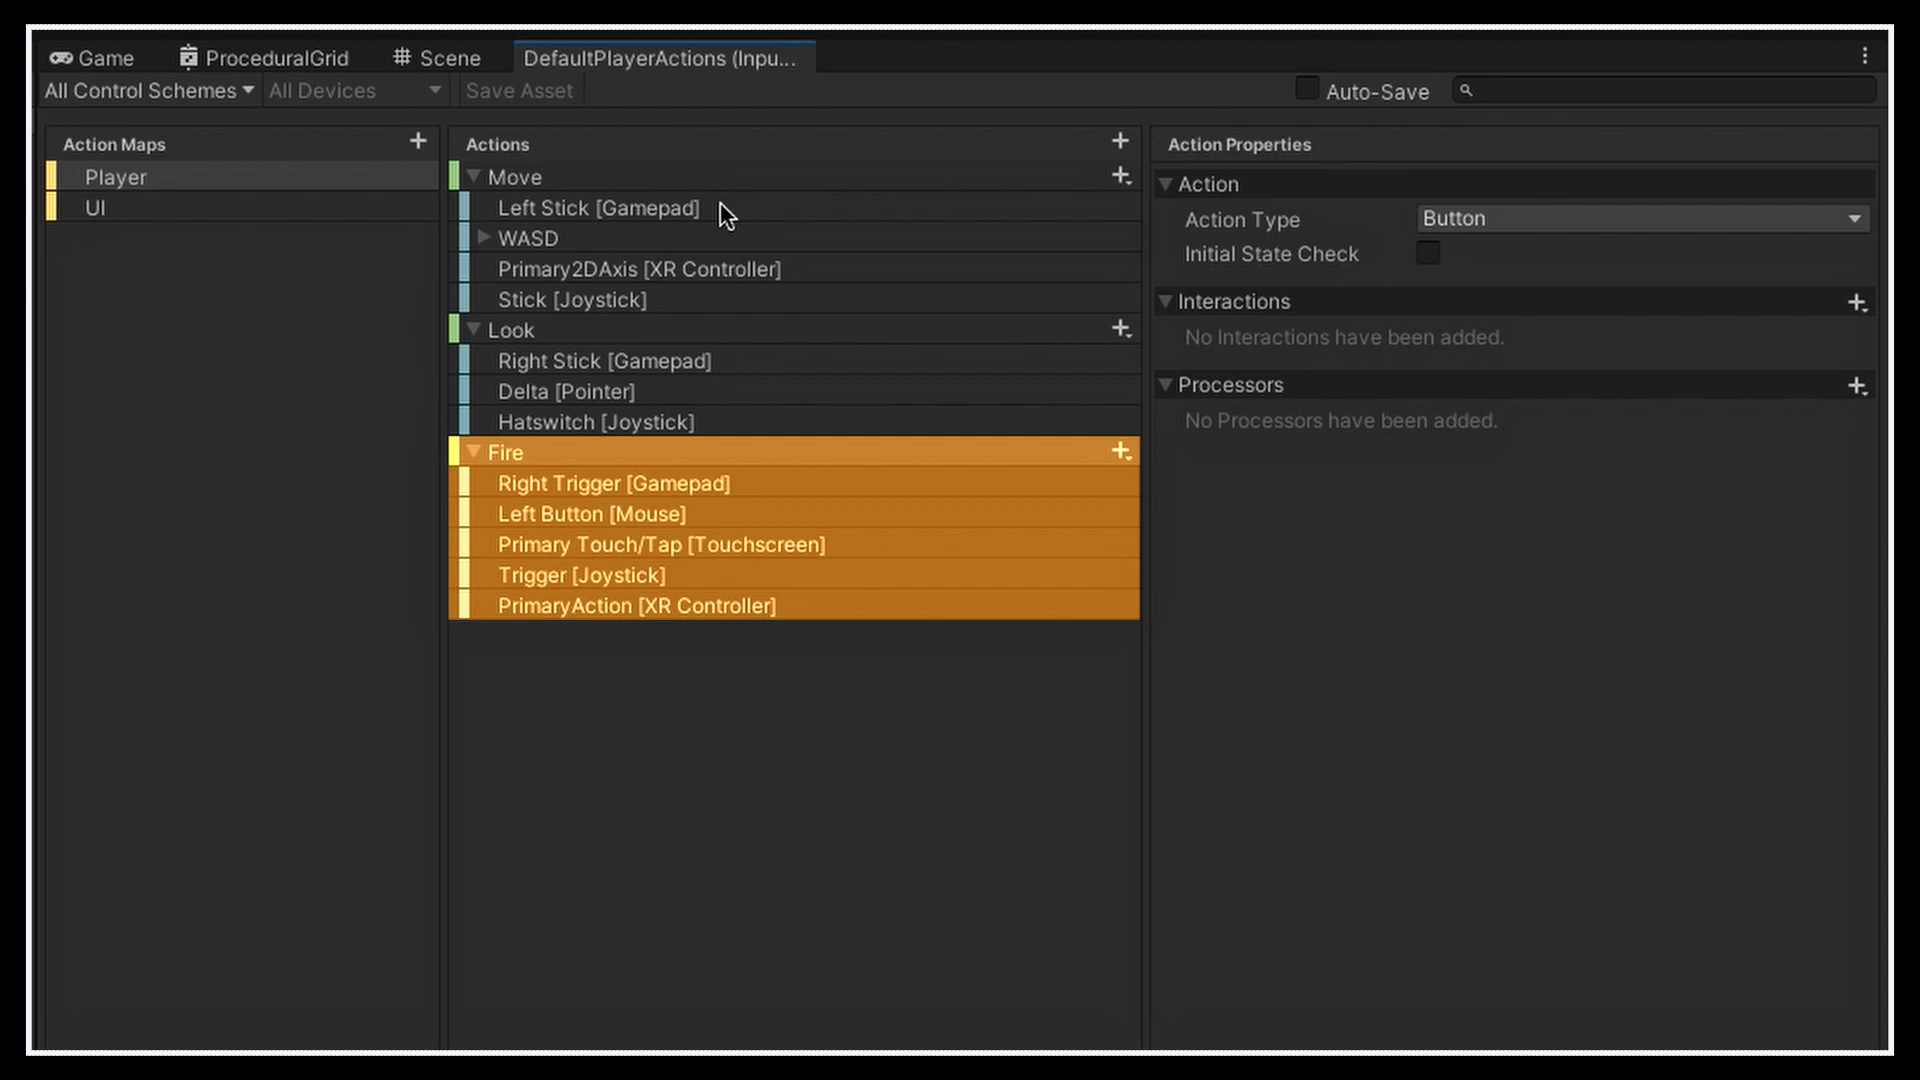 Game
ProceduralGrid
Scene
DefaultPlayerActions (Inpu...
All Control Schemes
All Devices
Save Asset
Auto-Save
Action Maps
Player
UI
Actions
Move
Left Stick [Gamepad]
WASD
Primary2DAxis [XR Controller]
Stick [Joystick]
Look
Right Stick [Gamepad]
Delta [Pointer]
Hatswitch [Joystick]
Fire
Right Trigger [Gamepad]
Left Button [Mouse]
Primary Touch/Tap [Touchscreen]
Trigger [Joystick]
PrimaryAction [XR Controller]
Action Properties
Action
Action Type
Button
Initial State Check
Interactions
No Interactions have been added.
Processors
No Processors have been added.